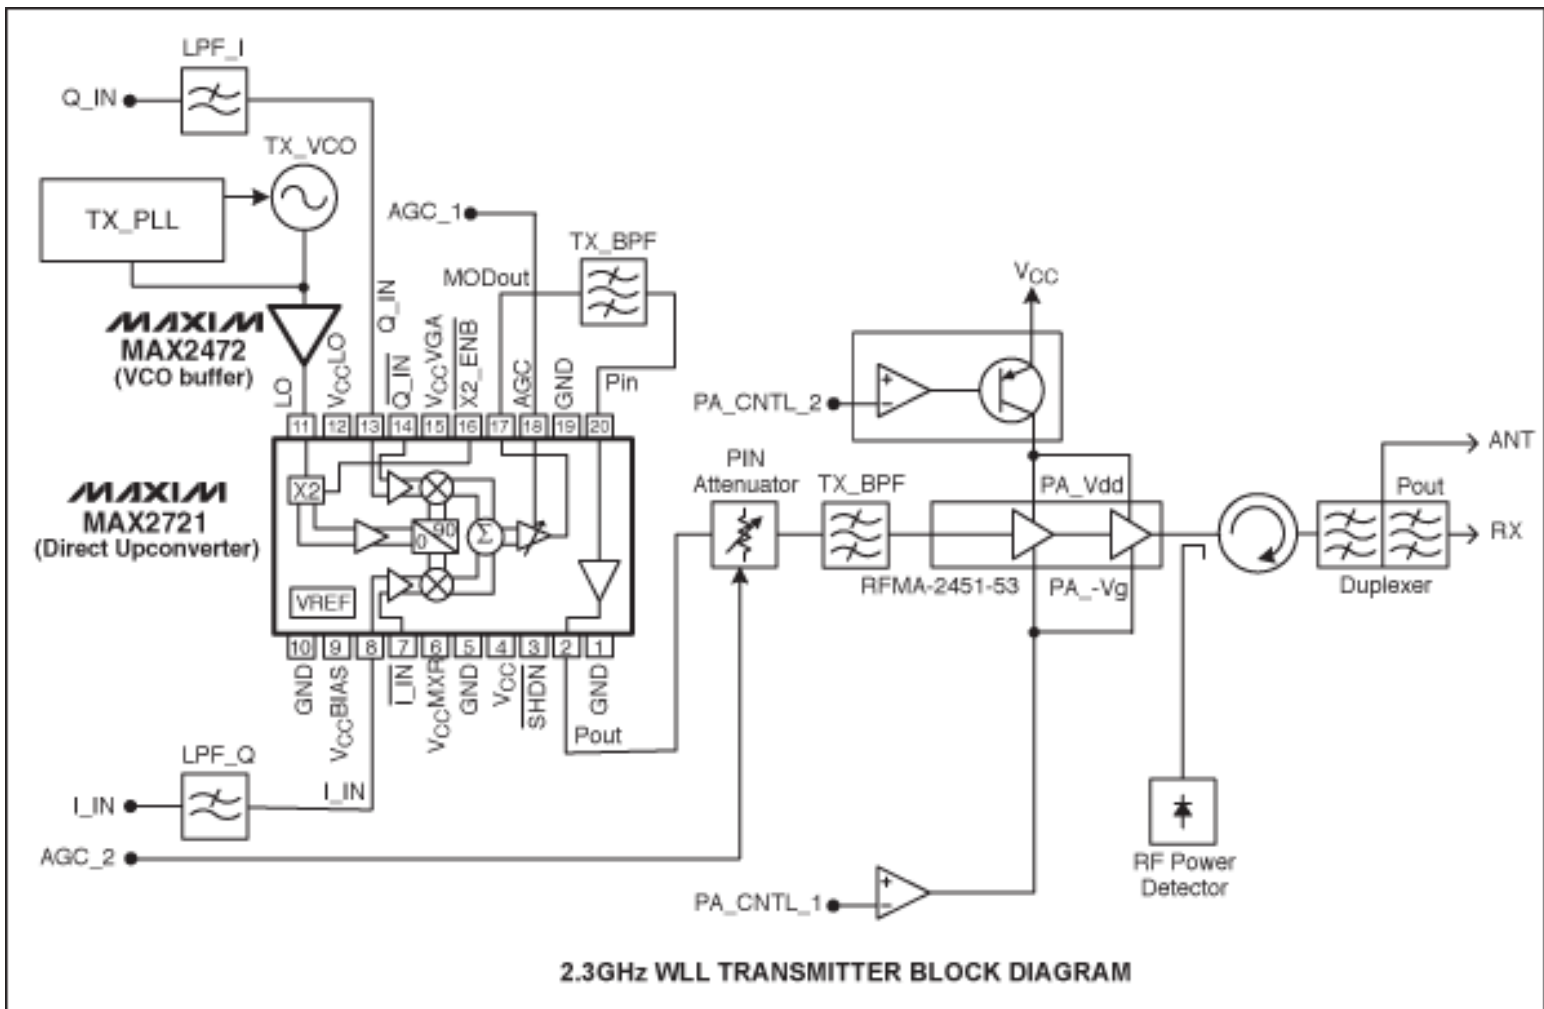 LPF_I
Q_IN
TX_VCO
TX_PLL
AGC_1
TX_BPF
MODout
MAXIM
MAX2472
(VCO buffer)
LO
VCCLO
Q_IN
Q_IN
VCCVGA
X2_ENB
AGC
GND
Pin
11 12 13 14 15 16 17 18 19 20
VCC
PA_CNTL_2
+
−
MAXIM
MAX2721
(Direct Upconverter)
X2
0 90
Σ
VREF
10 9 8 7 6 5 4 3 2 1
GND
VCCBIAS
I_IN
VCCMXR
GND
VCC
SHDN
GND
Pout
PIN
Attenuator
TX_BPF
PA_Vdd
RFMA-2451-53
PA_-Vg
ANT
Pout
RX
Duplexer
LPF_Q
I_IN
I_IN
AGC_2
RF Power
Detector
PA_CNTL_1
+
−
2.3GHz WLL TRANSMITTER BLOCK DIAGRAM